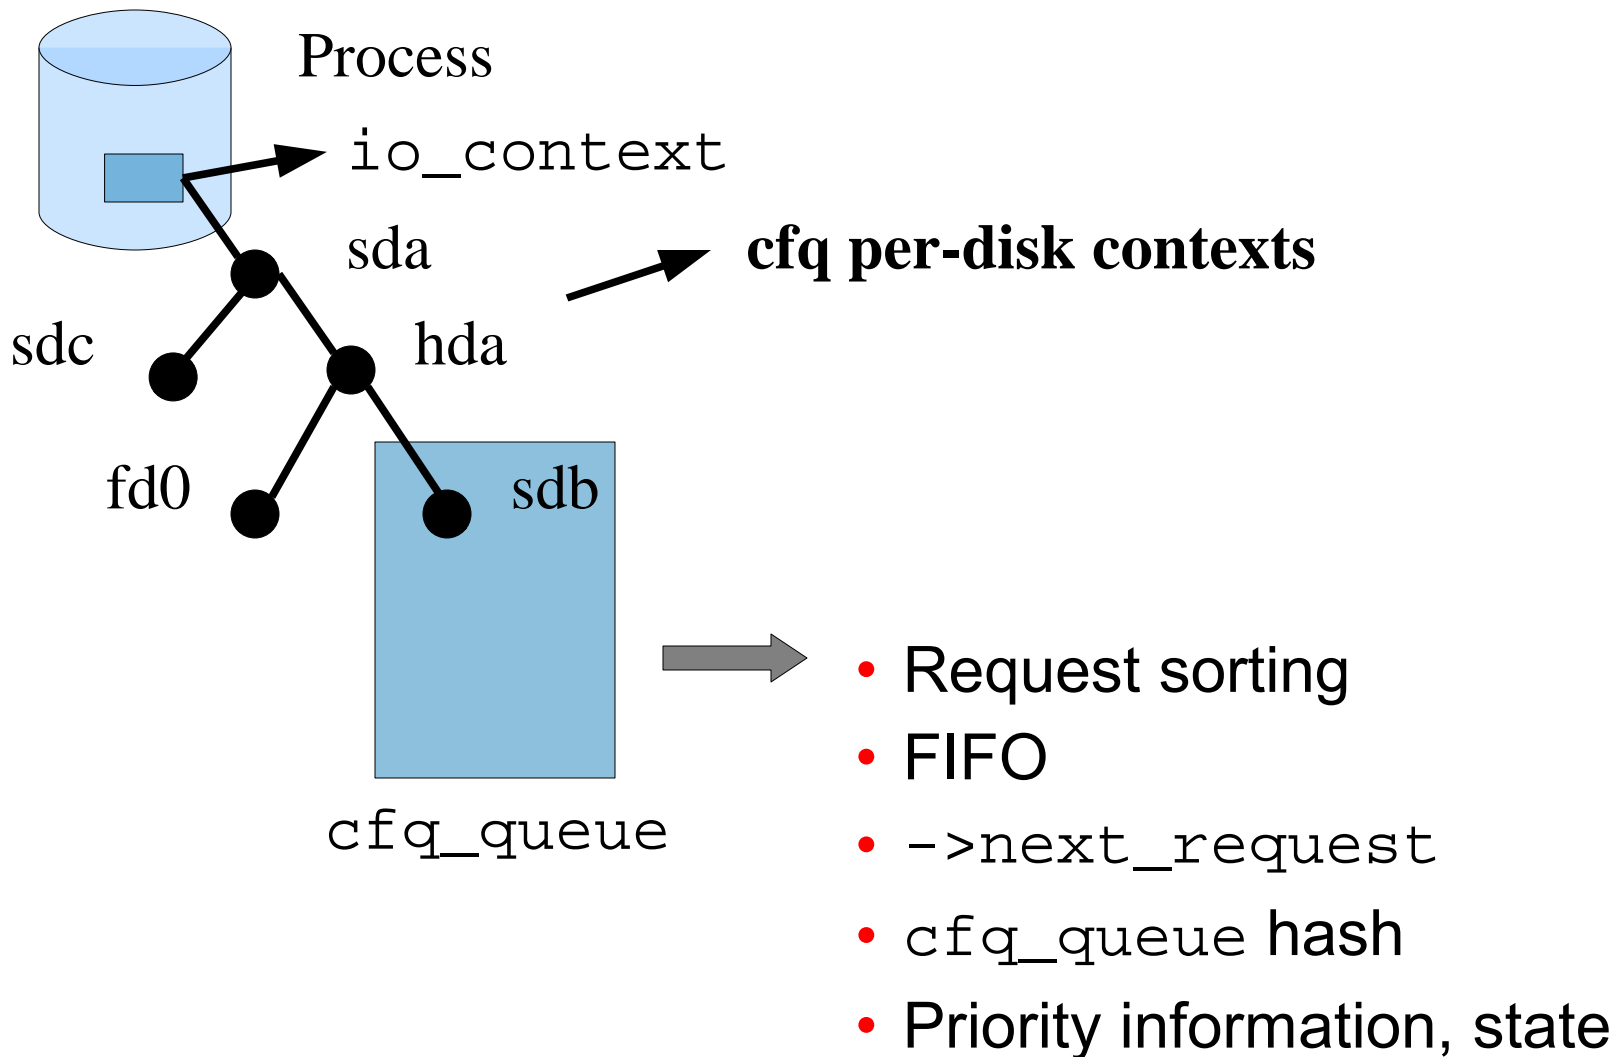 Process
io_context
sda
cfq per-disk contexts
sdc
hda
fd0
sdb
cfq_queue
• Request sorting
• FIFO
• ->next_request
• cfq_queue hash
• Priority information, state